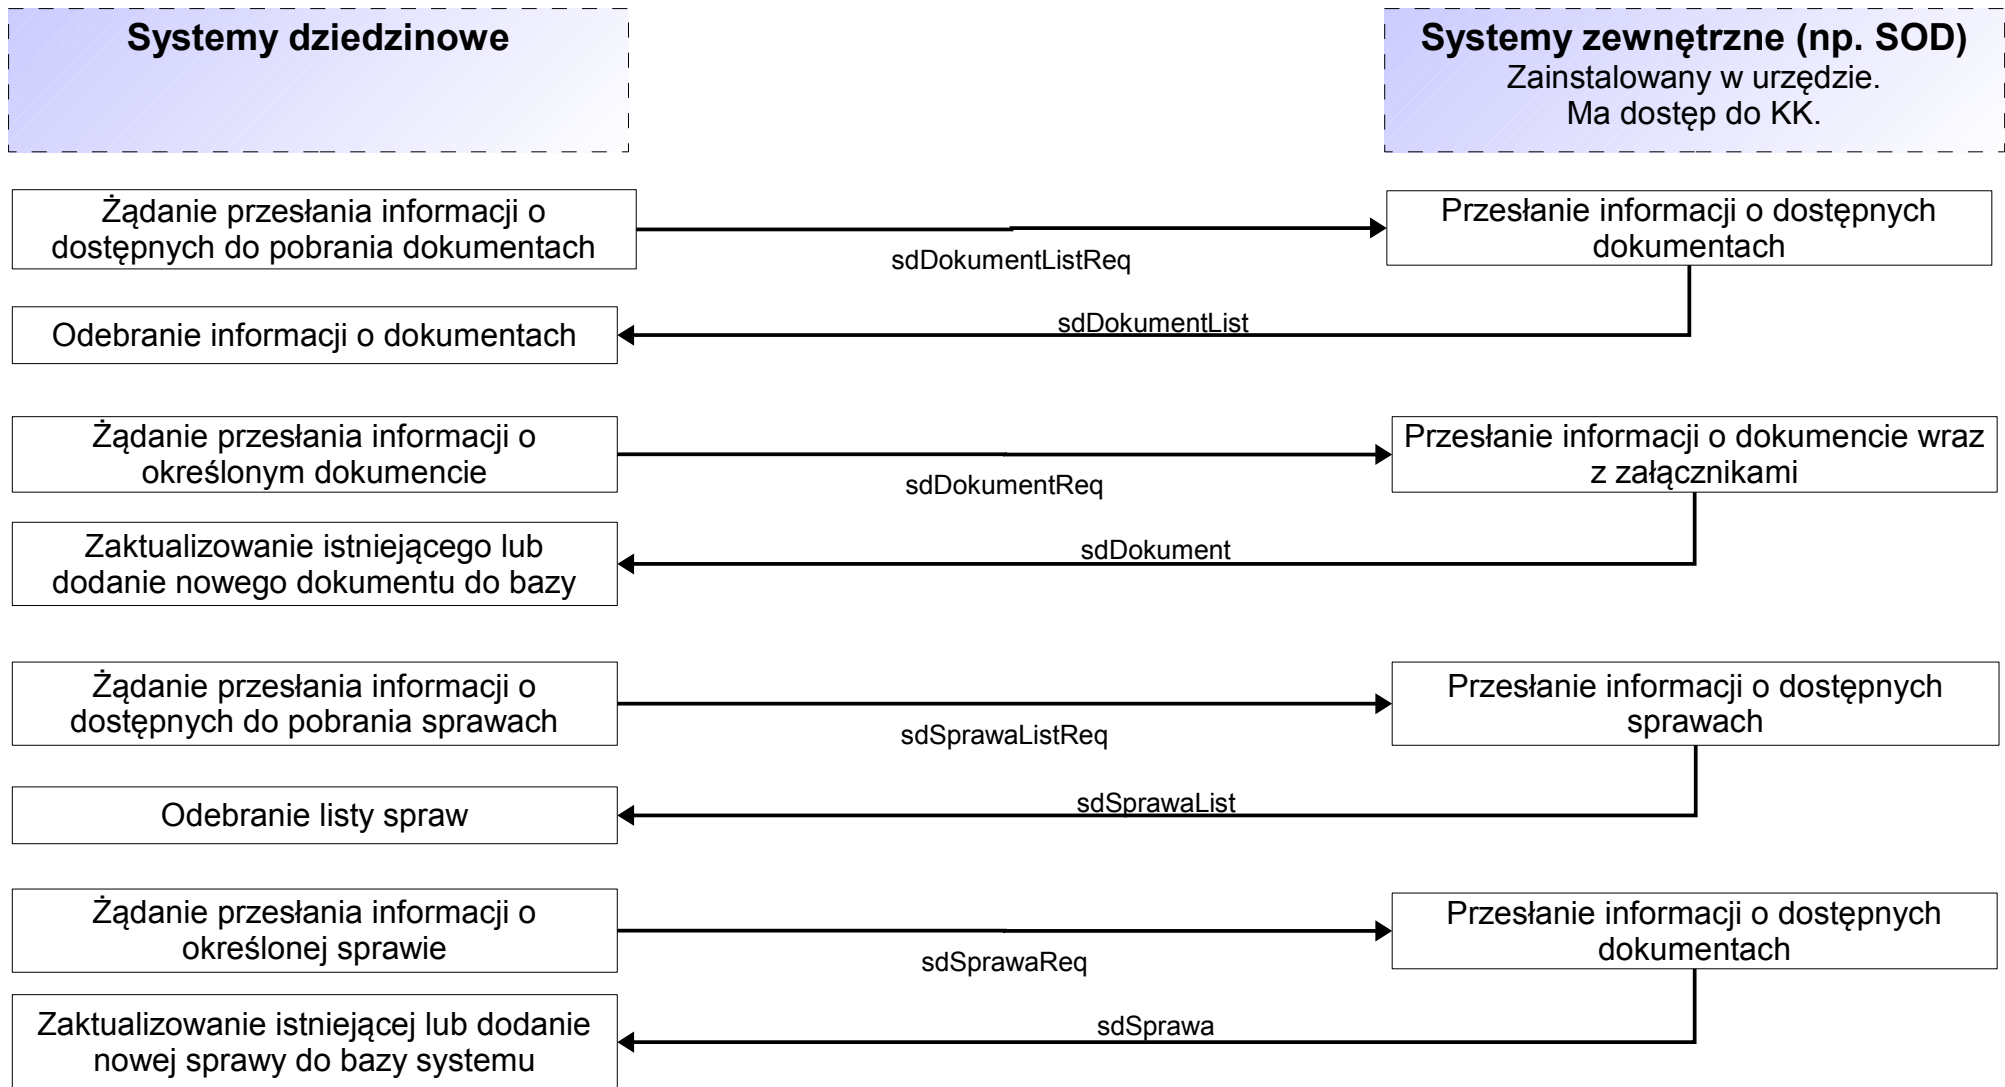 Systemy dziedzinowe
Systemy zewnętrzne (np. SOD)
Zainstalowany w urzędzie.
Ma dostęp do KK.
Żądanie przesłania informacji o
dostępnych do pobrania dokumentach
sdDokumentListReq
Przesłanie informacji o dostępnych
dokumentach
Odebranie informacji o dokumentach
sdDokumentList
Żądanie przesłania informacji o
określonym dokumencie
sdDokumentReq
Przesłanie informacji o dokumencie wraz
z załącznikami
Zaktualizowanie istniejącego lub
dodanie nowego dokumentu do bazy
sdDokument
Żądanie przesłania informacji o
dostępnych do pobrania sprawach
sdSprawaListReq
Przesłanie informacji o dostępnych
sprawach
Odebranie listy spraw
sdSprawaList
Żądanie przesłania informacji o
określonej sprawie
sdSprawaReq
Przesłanie informacji o dostępnych
dokumentach
Zaktualizowanie istniejącej lub dodanie
nowej sprawy do bazy systemu
sdSprawa